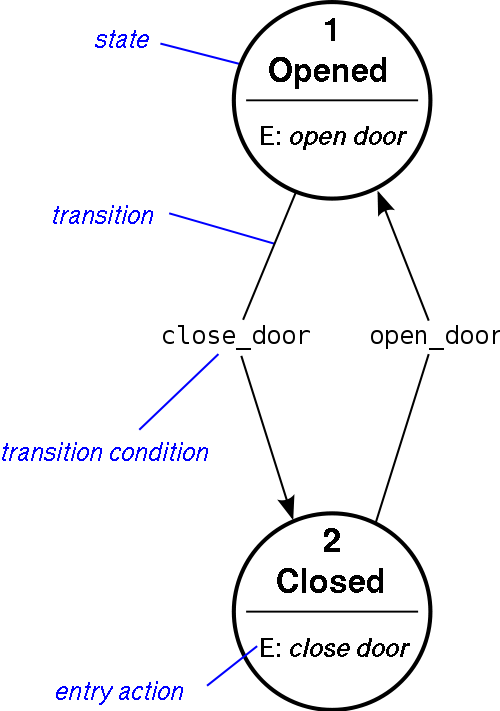 1
state
Opened
E: open door
transition
close_door
open_door
transition condition
2
Closed
E: close door
entry action